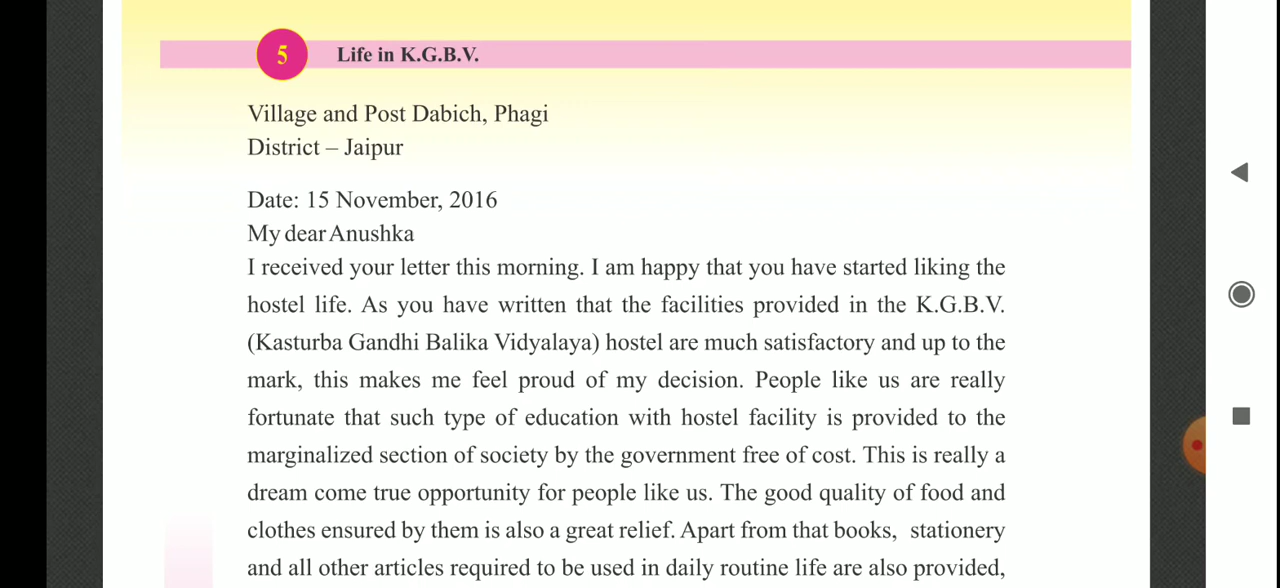 5 Life in K.G.B.V.
Village and Post Dabich, Phagi
District – Jaipur
Date: 15 November, 2016
My dear Anushka
I received your letter this morning. I am happy that you have started liking the
hostel life. As you have written that the facilities provided in the K.G.B.V.
(Kasturba Gandhi Balika Vidyalaya) hostel are much satisfactory and up to the
mark, this makes me feel proud of my decision. People like us are really
fortunate that such type of education with hostel facility is provided to the
marginalized section of society by the government free of cost. This is really a
dream come true opportunity for people like us. The good quality of food and
clothes ensured by them is also a great relief. Apart from that books, stationery
and all other articles required to be used in daily routine life are also provided,